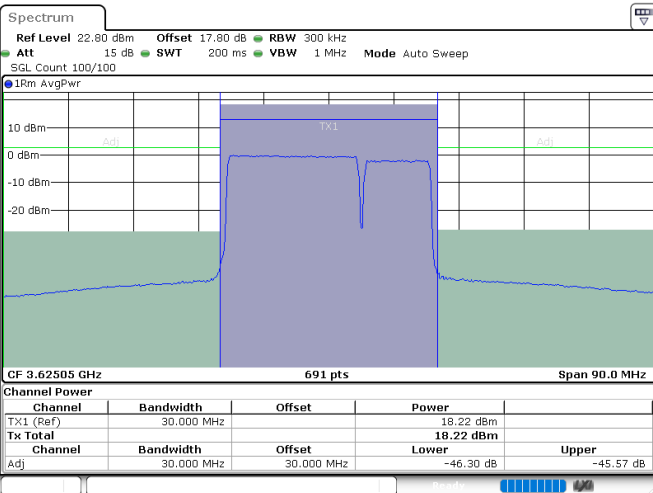 Spectrum
Ref Level 22.80 dBm Offset 17.80 dB RBW 300 kHz
Att 15 dB SWT 200 ms VBW 1 MHz Mode Auto Sweep
SGL Count 100/100
1Rm AvgPwr
10 dBm
TX1
Adj Adj
0 dBm
-10 dBm
-20 dBm
CF 3.62505 GHz 691 pts Span 90.0 MHz
Channel Power
Channel Bandwidth Offset Power
TX1 (Ref) 30.000 MHz 18.22 dBm
Tx Total 18.22 dBm
Channel Bandwidth Offset Lower Upper
Adj 30.000 MHz 30.000 MHz -46.30 dB -45.57 dB
Ready